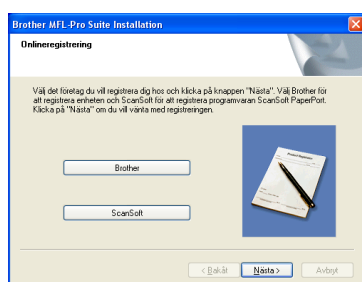 Brother MFL-Pro Suite Installation
Onlineregistrering
Välj det företag du vill registrera dig hos och klicka på knappen "Nästa". Välj Brother för
att registrera enheten och ScanSoft för att registrera programvaran ScanSoft PaperPort.
Klicka på "Nästa" om du vill vänta med registreringen.
Brother
ScanSoft
< Bakåt
Nästa >
Avbryt